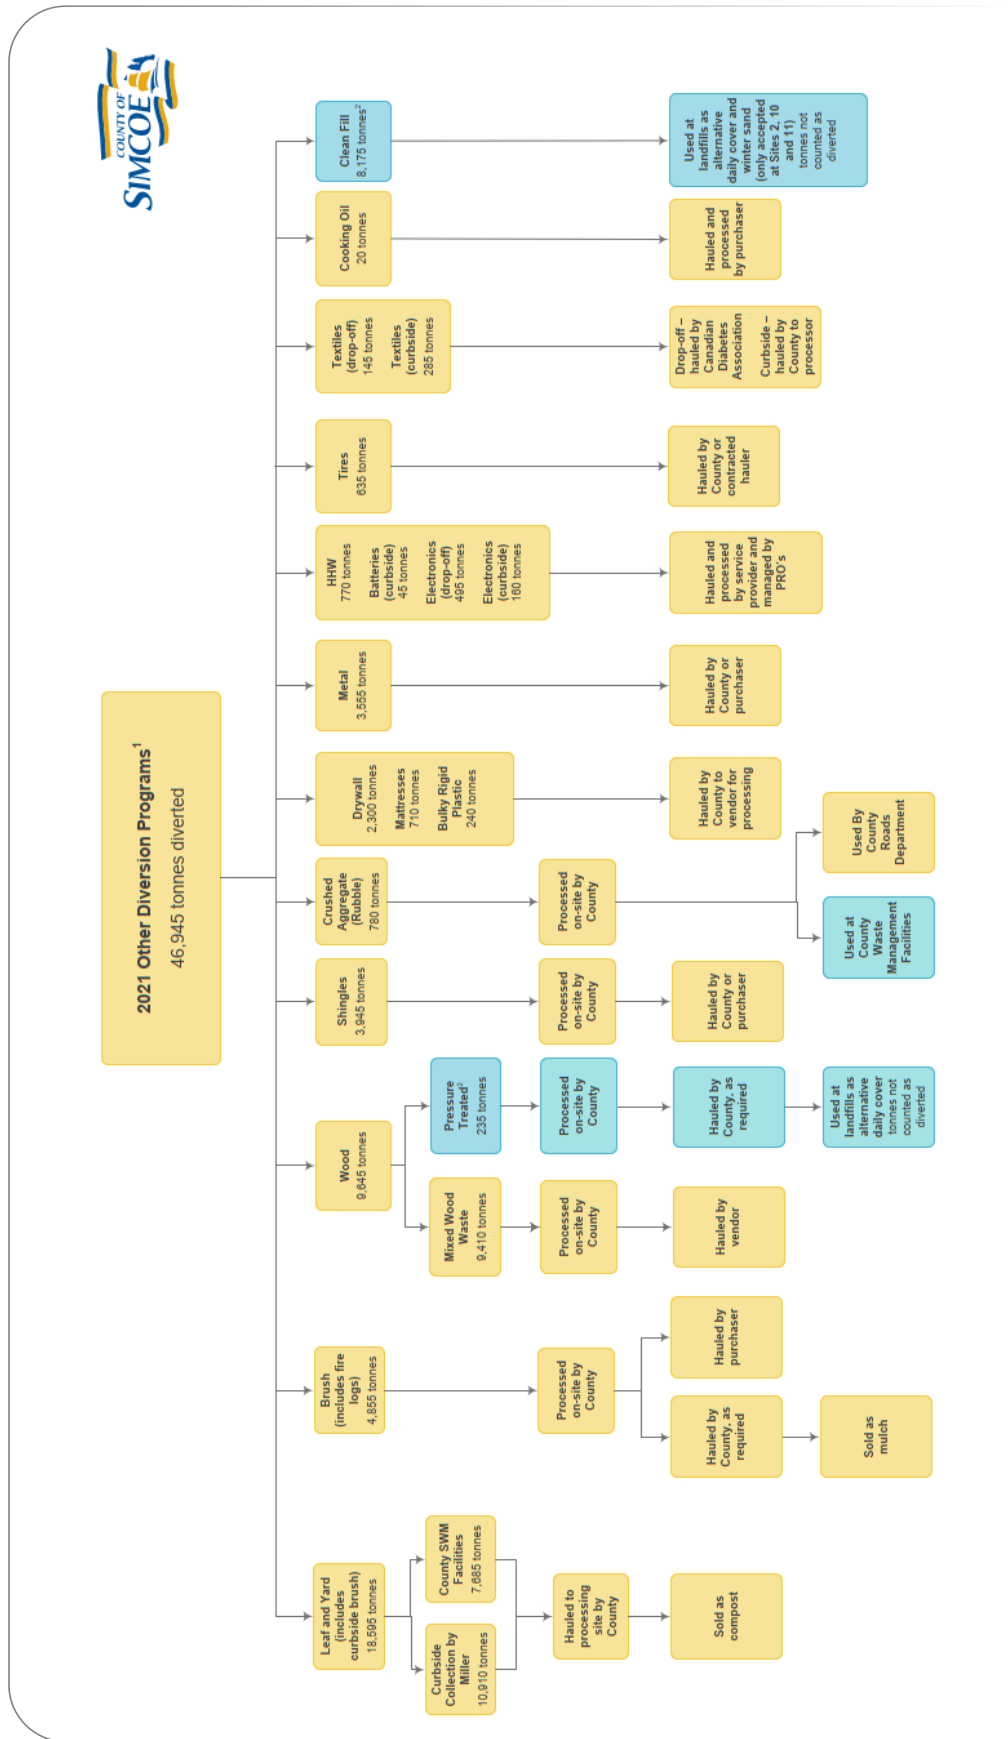 COUNTY OF
SIMCOE
2021 Other Diversion Programs¹
46,945 tonnes diverted
Leaf and Yard
(includes
curbside brush)
18,595 tonnes
Curbside
Collection by
Miller
10,910 tonnes
County SWM
Facilities
7,685 tonnes
Hauled to
processing
site by
County
Sold as
compost
Brush
(includes fire
logs)
4,855 tonnes
Processed
on-site by
County
Hauled by
County, as
required
Hauled by
purchaser
Sold as
mulch
Wood
9,645 tonnes
Mixed Wood
Waste
9,410 tonnes
Pressure
Treated²
235 tonnes
Processed
on-site by
County
Processed
on-site by
County
Hauled by
vendor
Hauled by
County, as
required
Used at
landfills as
alternative
daily cover
tonnes not
counted as
diverted
Shingles
3,945 tonnes
Processed
on-site by
County
Hauled by
County or
purchaser
Crushed
Aggregate
(Rubble)
780 tonnes
Processed
on-site by
County
Used at
County
Waste
Management
Facilities
Used By
County
Roads
Department
Drywall
2,300 tonnes
Mattresses
710 tonnes
Bulky Rigid
Plastic
240 tonnes
Hauled by
County to
vendor for
processing
Metal
3,555 tonnes
Hauled by
County or
purchaser
HHW
770 tonnes
Batteries
(curbside)
45 tonnes
Electronics
(drop-off)
495 tonnes
Electronics
(curbside)
160 tonnes
Hauled and
processed
by service
provider and
managed by
PRO's
Tires
635 tonnes
Hauled by
County or
contracted
hauler
Textiles
(drop-off)
145 tonnes
Textiles
(curbside)
285 tonnes
Drop-off –
hauled by
Canadian
Diabetes
Association
Curbside –
hauled by
County to
processor
Cooking Oil
20 tonnes
Hauled and
processed
by purchaser
Clean Fill
8,175 tonnes²
Used at
landfills as
alternative
daily cover and
winter sand
(only accepted
at Sites 2, 10
and 11)
tonnes not
counted as
diverted